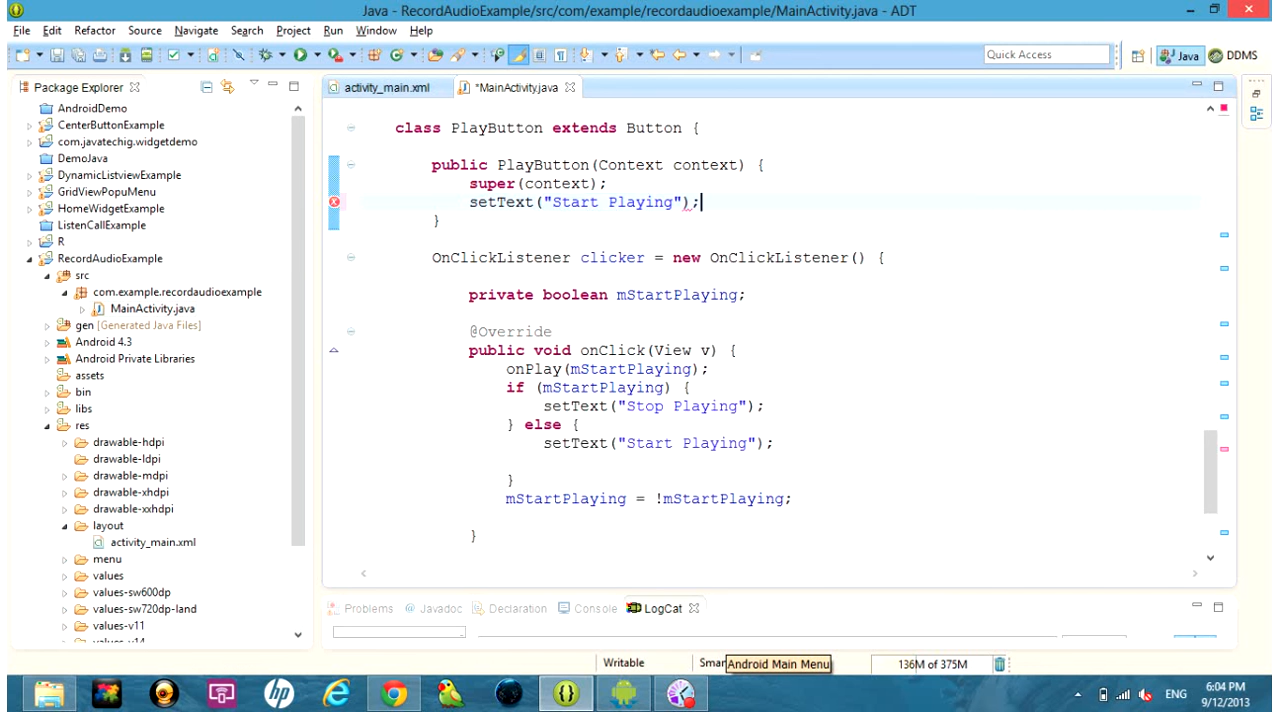 Java - RecordAudioExample/src/com/example/recordaudioexample/MainActivity.java - ADT
File Edit Refactor Source Navigate Search Project Run Window Help
Quick Access Java DDMS
Package Explorer activity_main.xml *MainActivity.java
AndroidDemo
CenterButtonExample
com.javatechig.widgetdemo
DemoJava
DynamicListviewExample
GridViewPopuMenu
HomeWidgetExample
ListenCallExample
R
RecordAudioExample
src
com.example.recordaudioexample
MainActivity.java
gen [Generated Java Files]
Android 4.3
Android Private Libraries
assets
bin
libs
res
drawable-hdpi
drawable-ldpi
drawable-mdpi
drawable-xhdpi
drawable-xxhdpi
layout
activity_main.xml
menu
values
values-sw600dp
values-sw720dp-land
values-v11
values-v14
class PlayButton extends Button {
public PlayButton(Context context) {
super(context);
setText("Start Playing");
}
OnClickListener clicker = new OnClickListener() {
private boolean mStartPlaying;
@Override
public void onClick(View v) {
onPlay(mStartPlaying);
if (mStartPlaying) {
setText("Stop Playing");
} else {
setText("Start Playing");
}
mStartPlaying = !mStartPlaying;
}
Problems @ Javadoc Declaration Console LogCat
Writable Smar Android Main Menu 136M of 375M
hp ENG 6:04 PM
9/12/2013